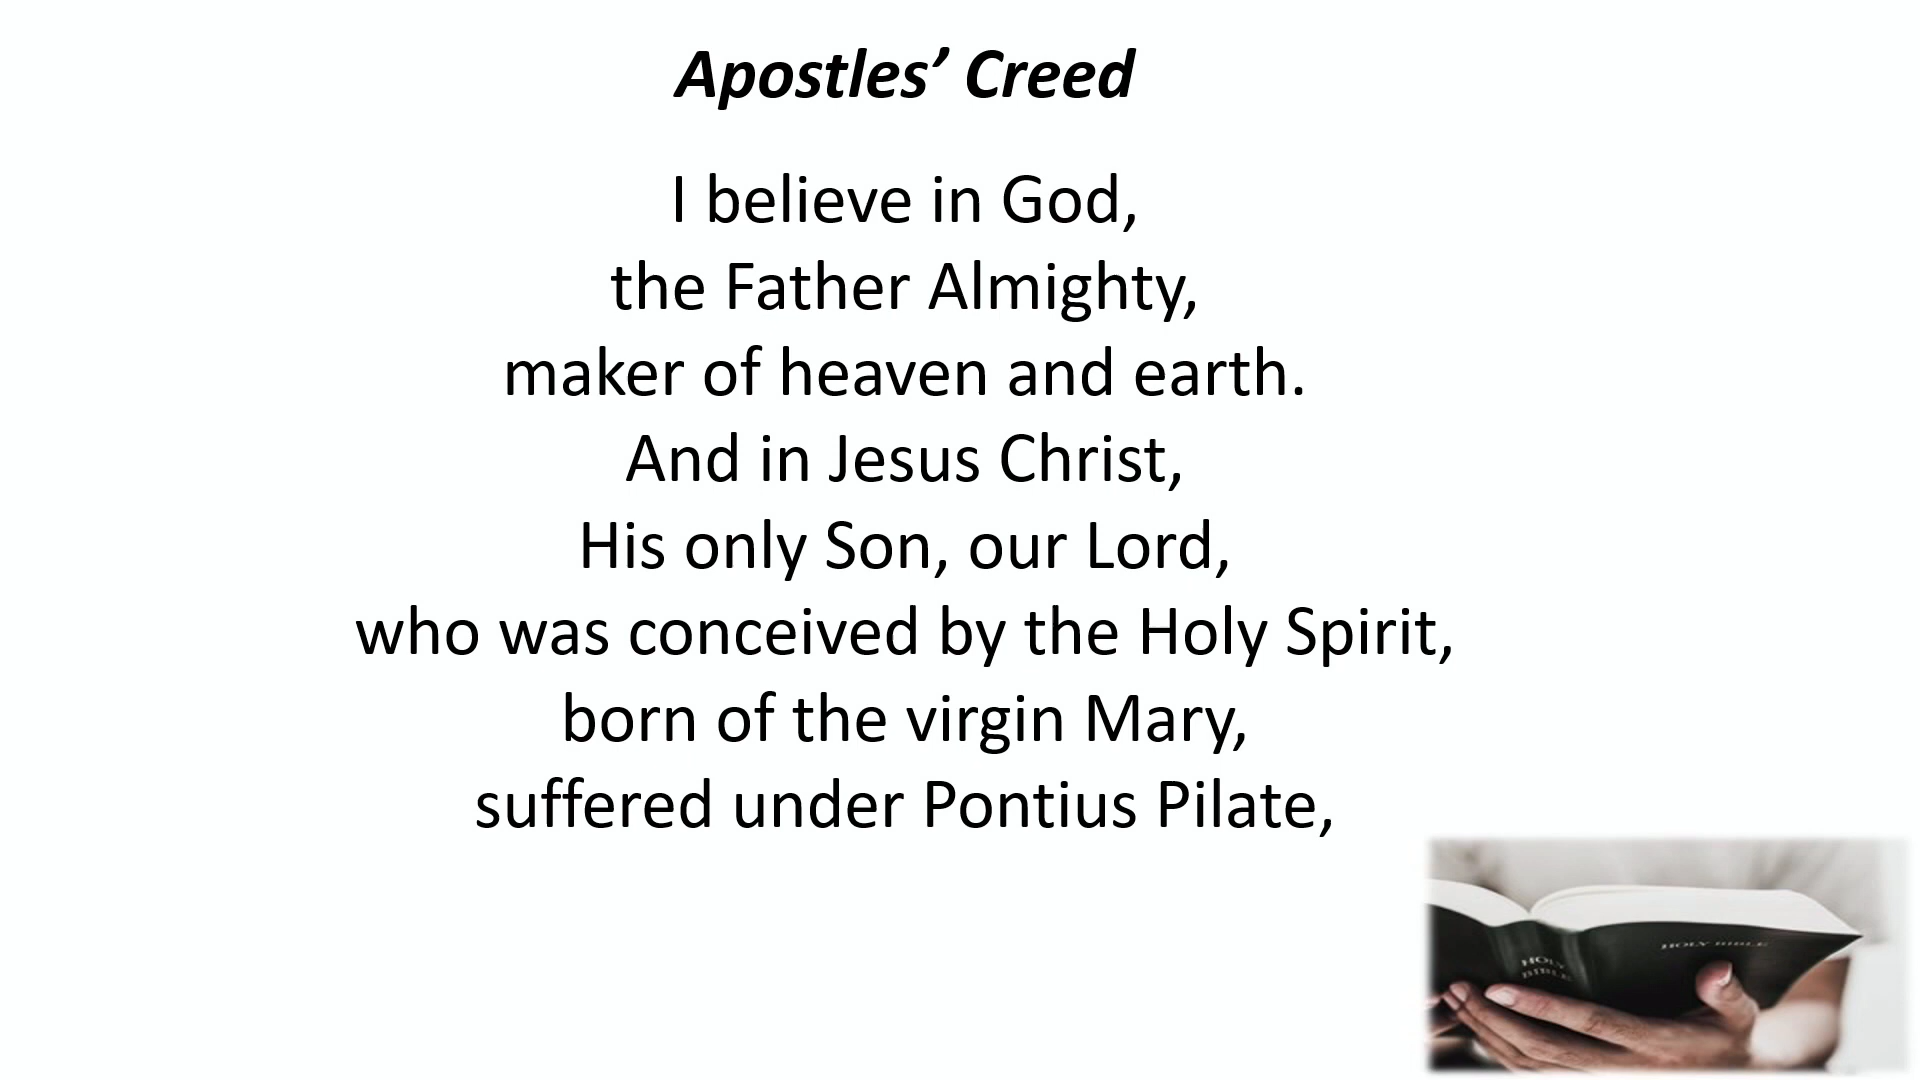 Apostles’ Creed
I believe in God,
the Father Almighty,
maker of heaven and earth.
And in Jesus Christ,
His only Son, our Lord,
who was conceived by the Holy Spirit,
born of the virgin Mary,
suffered under Pontius Pilate,
HOLY BIBLE
HOLY
BIBLE